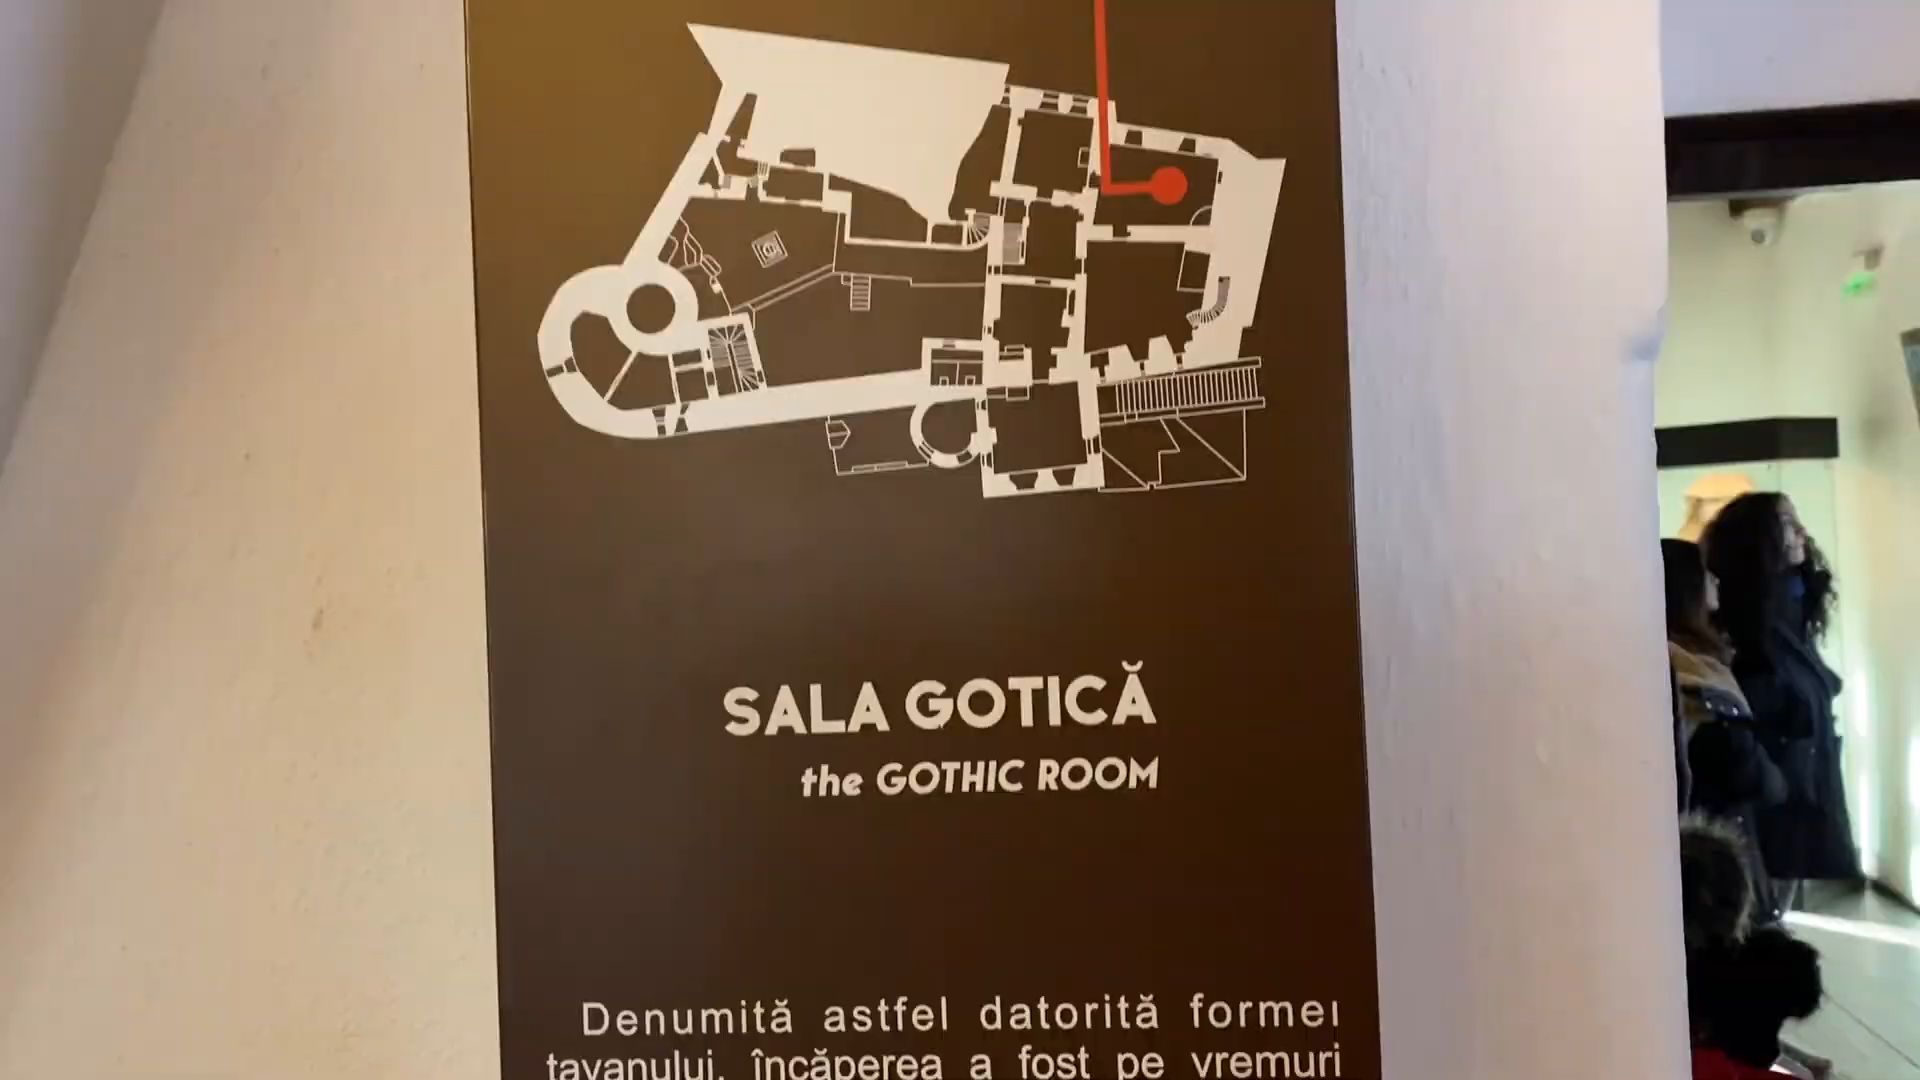 SALA GOTICĂ
the GOTHIC ROOM
Denumită astfel datorită formei
tavanului, încăperea a fost pe vremuri